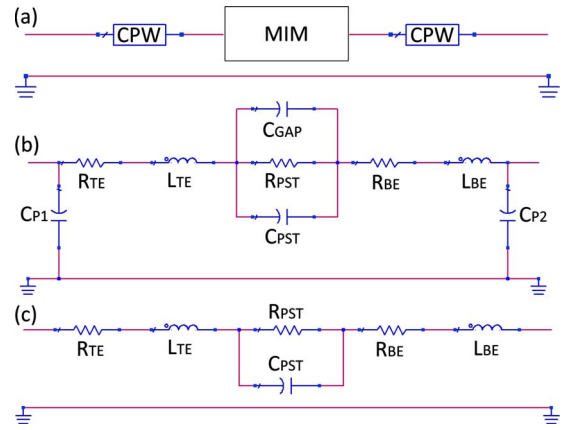 (a)
CPW MIM CPW
CGAP
(b)
RTE LTE RPST RBE LBE
CP1 CPST CP2
(c)
RPST
RTE LTE CPST RBE LBE